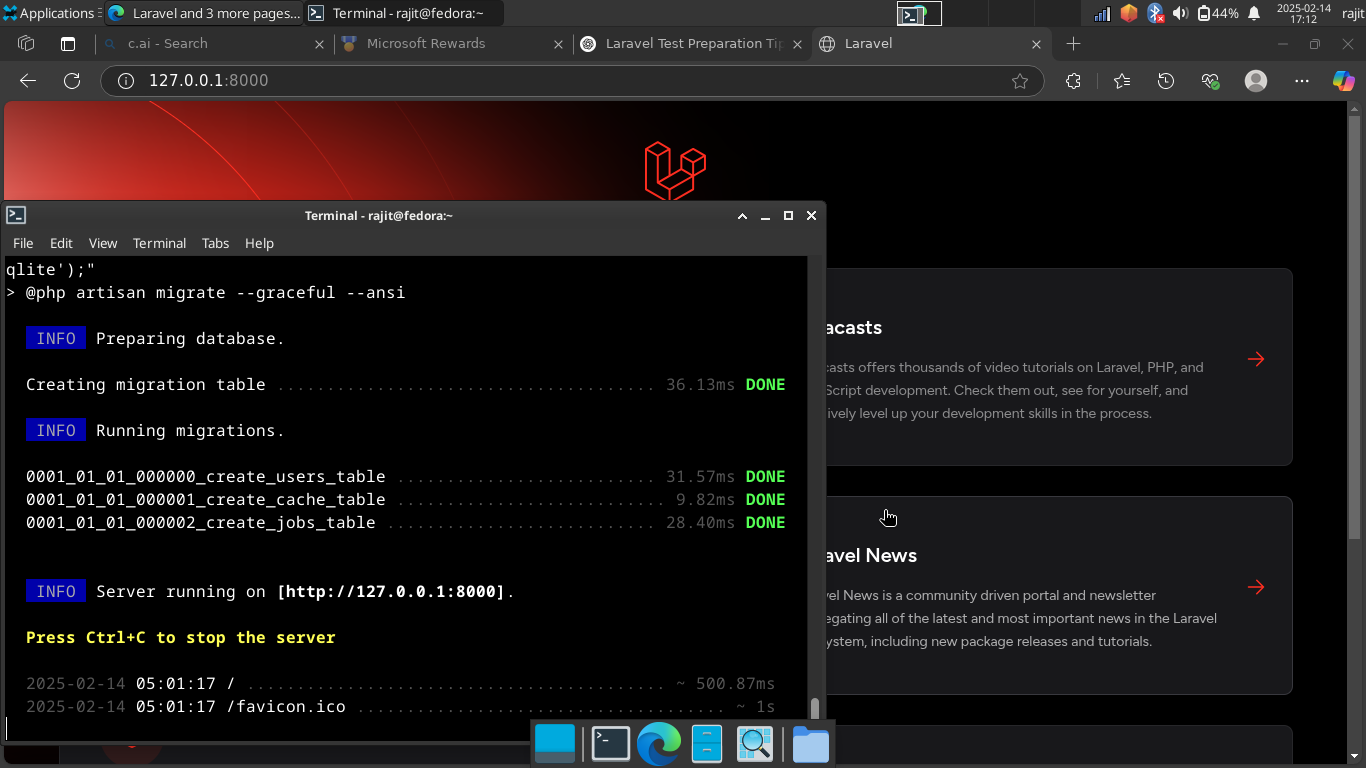 Applications
Laravel and 3 more pages...
Terminal - rajit@fedora:~
44%
2025-02-14
17:12
rajit
c.ai - Search
Microsoft Rewards
Laravel Test Preparation Tip
Laravel
127.0.0.1:8000
Terminal - rajit@fedora:~
File Edit View Terminal Tabs Help
qlite');"
> @php artisan migrate --graceful --ansi
INFO Preparing database.
Creating migration table ...................................... 36.13ms DONE
INFO Running migrations.
0001_01_01_000000_create_users_table .......................... 31.57ms DONE
0001_01_01_000001_create_cache_table ........................... 9.82ms DONE
0001_01_01_000002_create_jobs_table ........................... 28.40ms DONE
INFO Server running on [http://127.0.0.1:8000].
Press Ctrl+C to stop the server
2025-02-14 05:01:17 / .......................................... ~ 500.87ms
2025-02-14 05:01:17 /favicon.ico ..................................... ~ 1s
acasts
casts offers thousands of video tutorials on Laravel, PHP, and
Script development. Check them out, see for yourself, and
ively level up your development skills in the process.
avel News
vel News is a community driven portal and newsletter
egating all of the latest and most important news in the Laravel
ystem, including new package releases and tutorials.